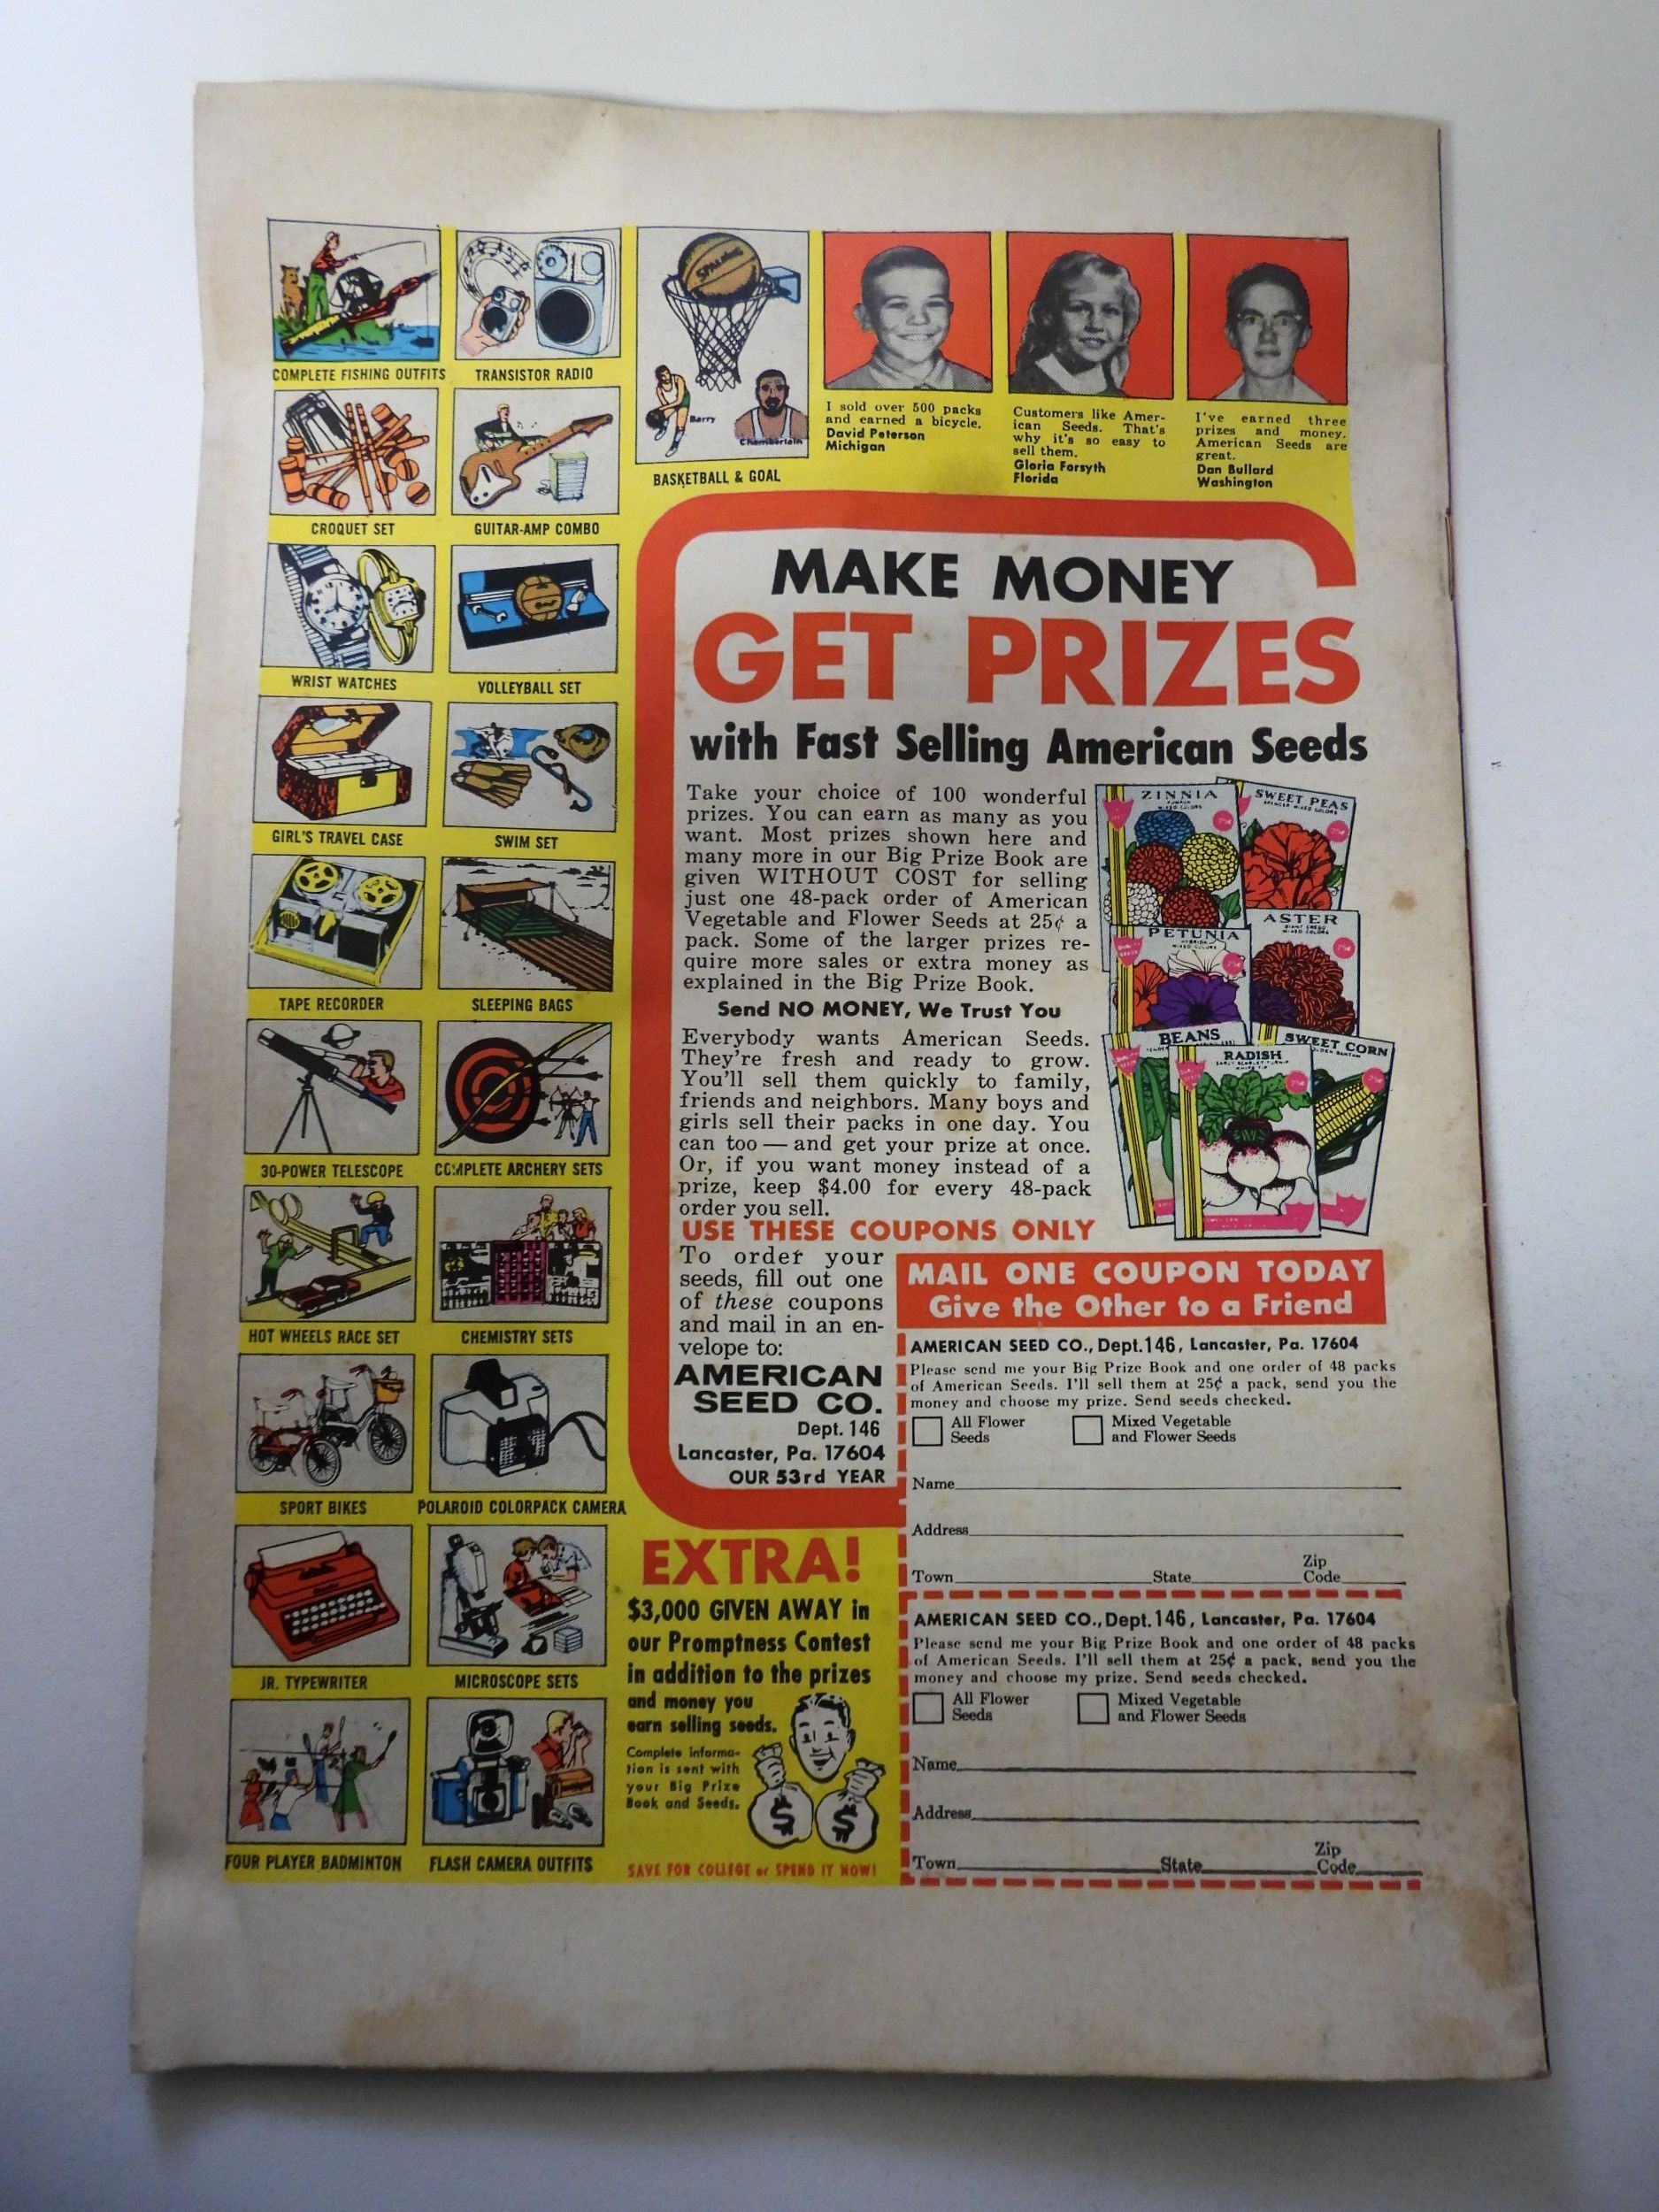 COMPLETE FISHING OUTFITS
TRANSISTOR RADIO
SPALDING
Barry
Chamberlain
BASKETBALL & GOAL
I sold over 500 packs
and earned a bicycle.
David Peterson
Michigan
Customers like Amer-
ican Seeds. That's
why it's so easy to
sell them.
Gloria Forsyth
Florida
I've earned three
prizes and money.
American Seeds are
great.
Dan Bullard
Washington
CROQUET SET
GUITAR-AMP COMBO
WRIST WATCHES
VOLLEYBALL SET
GIRL'S TRAVEL CASE
SWIM SET
TAPE RECORDER
SLEEPING BAGS
30-POWER TELESCOPE
COMPLETE ARCHERY SETS
HOT WHEELS RACE SET
CHEMISTRY SETS
SPORT BIKES
POLAROID COLORPACK CAMERA
JR. TYPEWRITER
MICROSCOPE SETS
FOUR PLAYER BADMINTON
FLASH CAMERA OUTFITS
MAKE MONEY
GET PRIZES
with Fast Selling American Seeds
Take your choice of 100 wonderful
prizes. You can earn as many as you
want. Most prizes shown here and
many more in our Big Prize Book are
given WITHOUT COST for selling
just one 48-pack order of American
Vegetable and Flower Seeds at 25¢ a
pack. Some of the larger prizes re-
quire more sales or extra money as
explained in the Big Prize Book.
Send NO MONEY, We Trust You
Everybody wants American Seeds.
They're fresh and ready to grow.
You'll sell them quickly to family,
friends and neighbors. Many boys and
girls sell their packs in one day. You
can too — and get your prize at once.
Or, if you want money instead of a
prize, keep $4.00 for every 48-pack
order you sell.
ZINNIA
MIXED COLORS
25¢
SWEET PEAS
SPENCER MIXED COLORS
25¢
PETUNIA
MIXED COLORS
25¢
ASTER
MIXED COLORS
25¢
BEANS
RADISH
25¢
SWEET CORN
25¢
USE THESE COUPONS ONLY
To order your
seeds, fill out one
of these coupons
and mail in an en-
velope to:
AMERICAN
SEED CO.
Dept. 146
Lancaster, Pa. 17604
OUR 53rd YEAR
MAIL ONE COUPON TODAY
Give the Other to a Friend
AMERICAN SEED CO., Dept. 146, Lancaster, Pa. 17604
Please send me your Big Prize Book and one order of 48 packs
of American Seeds. I'll sell them at 25¢ a pack, send you the
money and choose my prize. Send seeds checked.
All Flower
Seeds
Mixed Vegetable
and Flower Seeds
Name
Address
Town State Zip Code
AMERICAN SEED CO., Dept. 146, Lancaster, Pa. 17604
Please send me your Big Prize Book and one order of 48 packs
of American Seeds. I'll sell them at 25¢ a pack, send you the
money and choose my prize. Send seeds checked.
All Flower
Seeds
Mixed Vegetable
and Flower Seeds
Name
Address
Town State Zip Code
EXTRA!
$3,000 GIVEN AWAY in
our Promptness Contest
in addition to the prizes
and money you
earn selling seeds.
Complete informa-
tion is sent with
your Big Prize
Book and Seeds.
$ $
SAVE FOR COLLEGE or SPEND IT NOW!